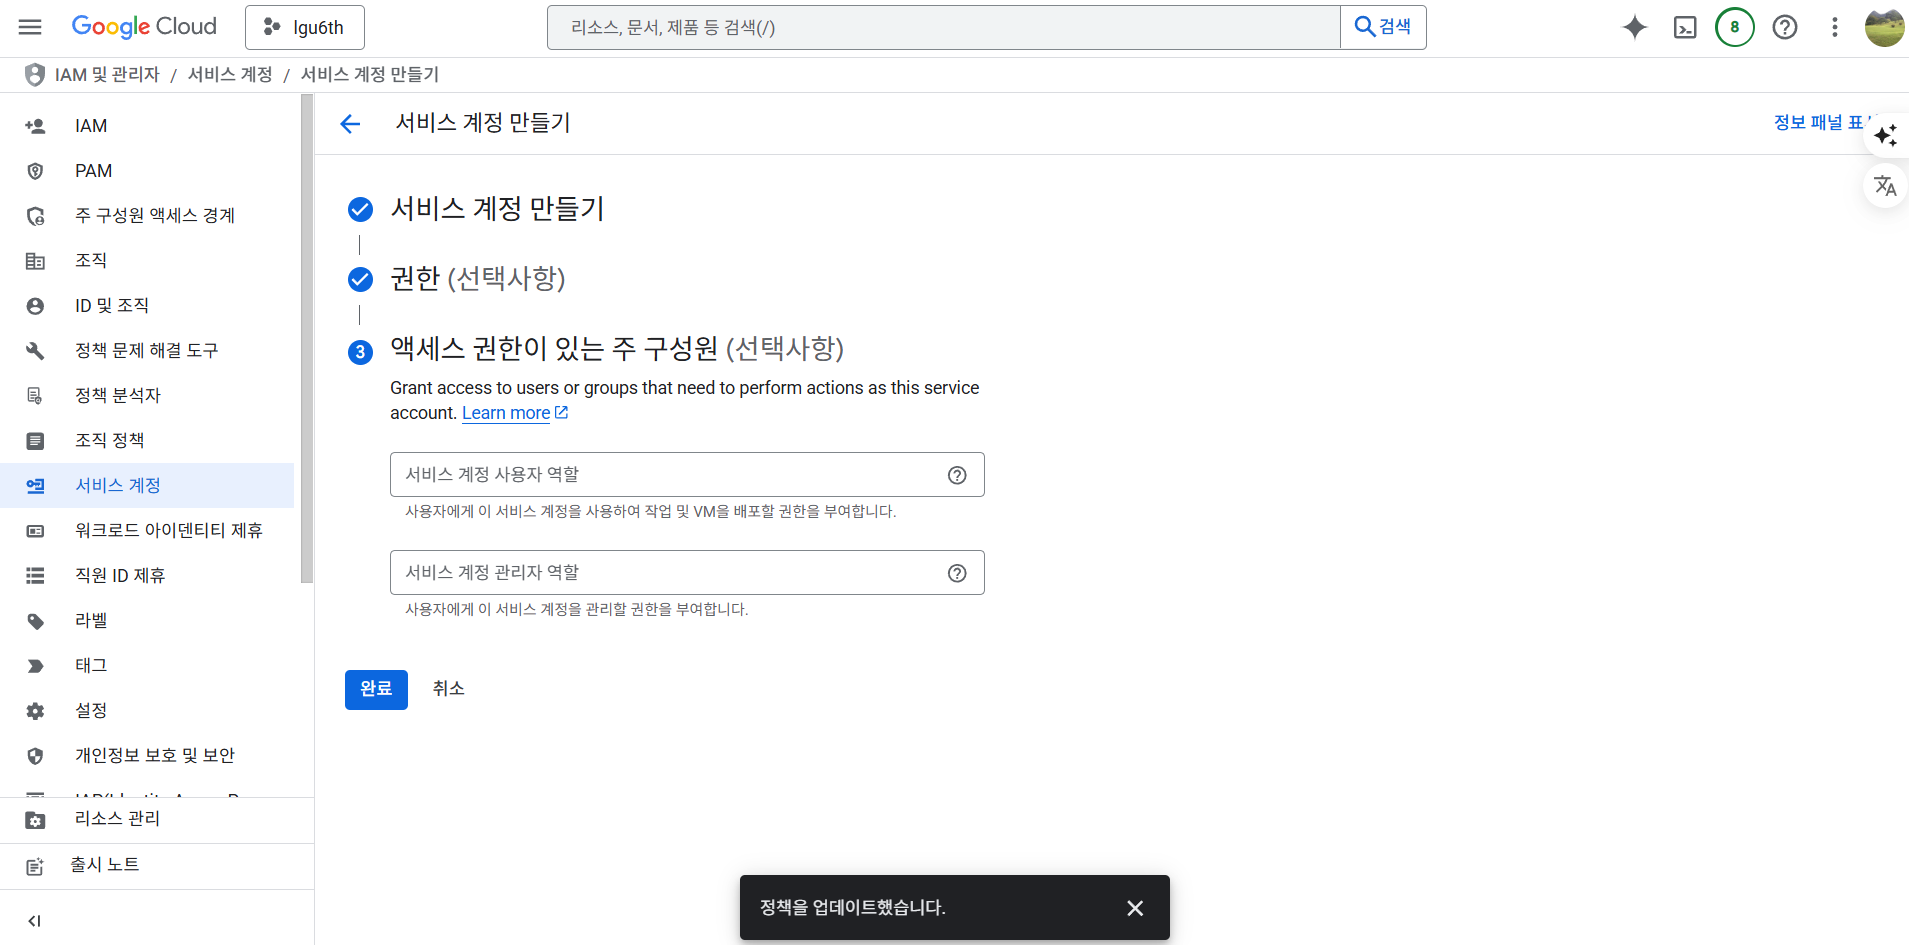 Google Cloud
lgu6th
리소스, 문서, 제품 등 검색(/)
검색
8
IAM 및 관리자 / 서비스 계정 / 서비스 계정 만들기
IAM
PAM
주 구성원 액세스 경계
조직
ID 및 조직
정책 문제 해결 도구
정책 분석자
조직 정책
서비스 계정
워크로드 아이덴티티 제휴
직원 ID 제휴
라벨
태그
설정
개인정보 보호 및 보안
리소스 관리
출시 노트
서비스 계정 만들기
정보 패널
서비스 계정 만들기
권한 (선택사항)
3 액세스 권한이 있는 주 구성원 (선택사항)
Grant access to users or groups that need to perform actions as this service
account. Learn more
서비스 계정 사용자 역할
사용자에게 이 서비스 계정을 사용하여 작업 및 VM을 배포할 권한을 부여합니다.
서비스 계정 관리자 역할
사용자에게 이 서비스 계정을 관리할 권한을 부여합니다.
완료
취소
정책을 업데이트했습니다.